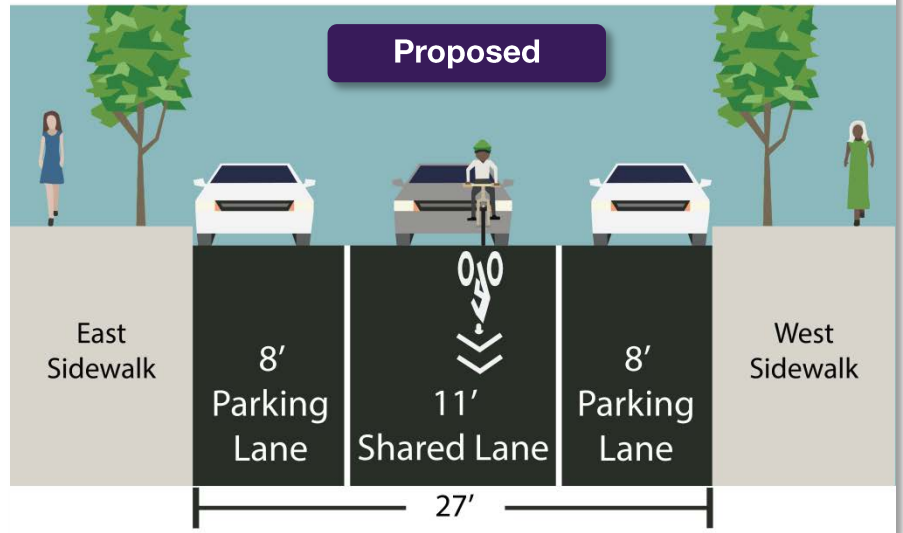 Proposed
East
Sidewalk
8′
Parking
Lane
11′
Shared Lane
8′
Parking
Lane
West
Sidewalk
27′